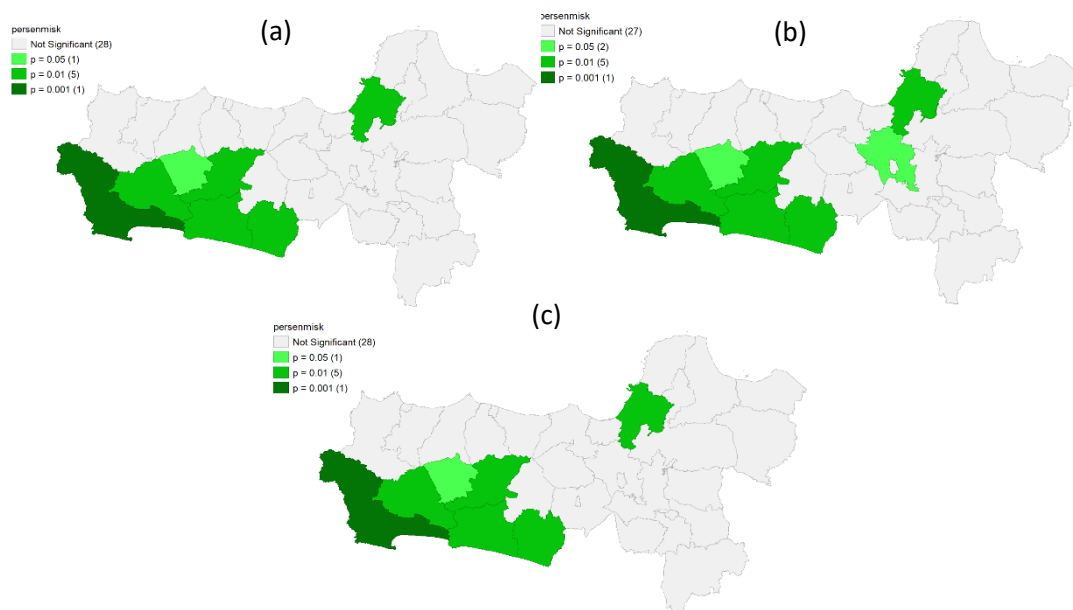 (a)
persenmisk
Not Significant (28)
p = 0.05 (1)
p = 0.01 (5)
p = 0.001 (1)
(b)
persenmisk
Not Significant (27)
p = 0.05 (2)
p = 0.01 (5)
p = 0.001 (1)
(c)
persenmisk
Not Significant (28)
p = 0.05 (1)
p = 0.01 (5)
p = 0.001 (1)